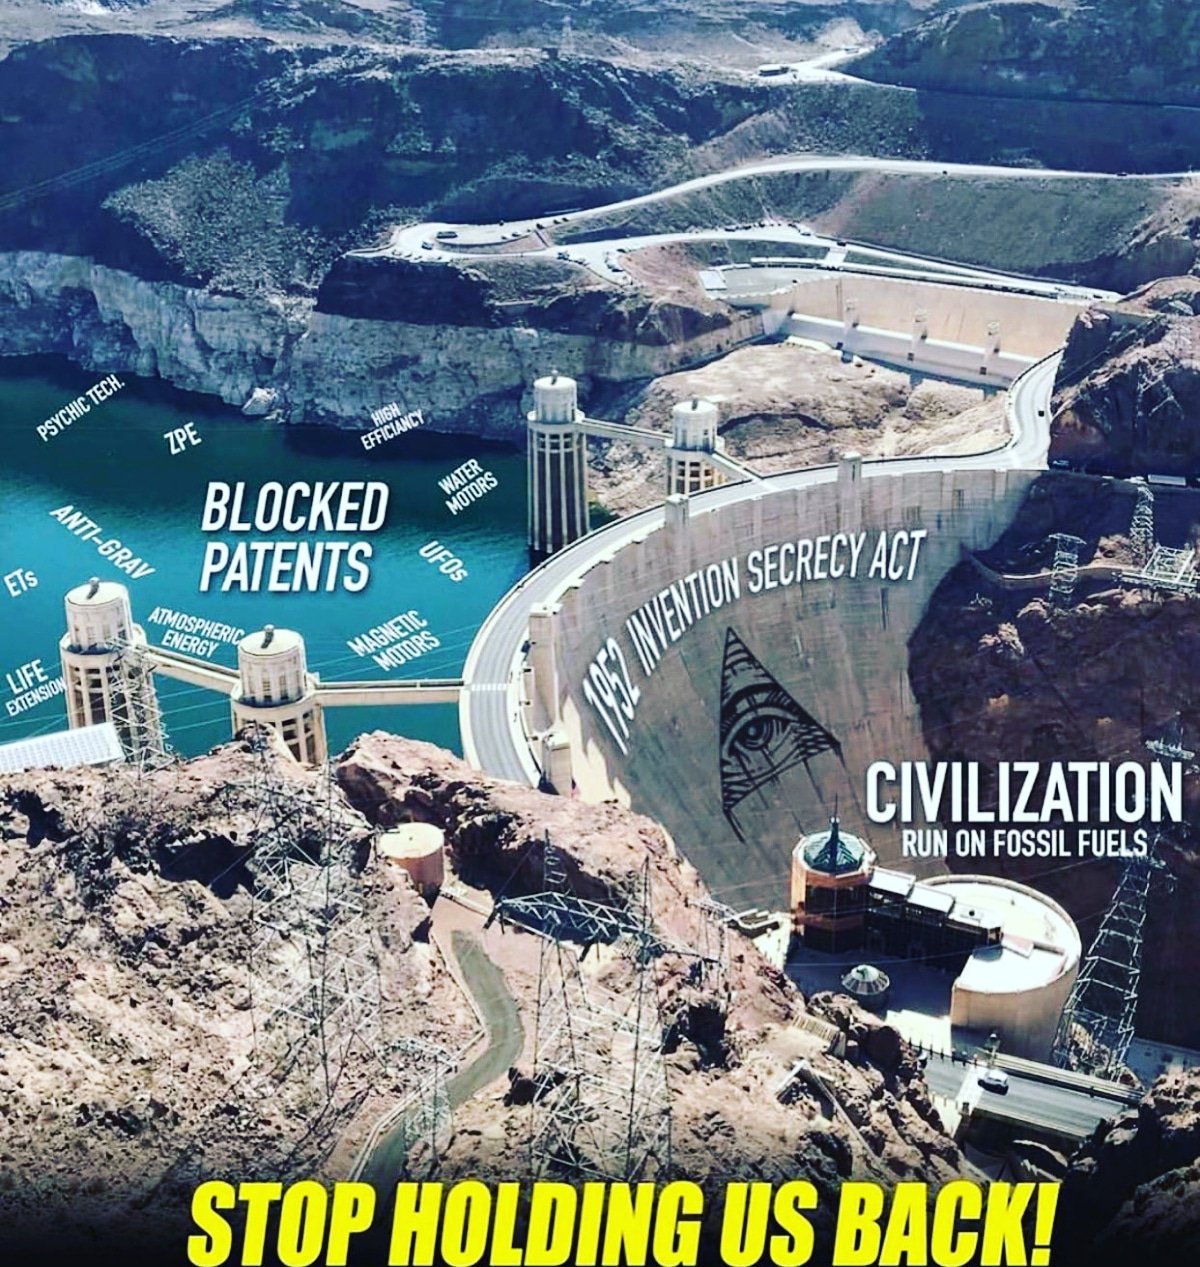 PSYCHIC TECH.
ZPE
HIGH
EFFICIANCY
WATER
MOTORS
BLOCKED
PATENTS
ANTI-GRAV
UFOs
ETs
ATMOSPHERIC
ENERGY
MAGNETIC
MOTORS
LIFE
EXTENSION
1952 INVENTION SECRECY ACT
CIVILIZATION
RUN ON FOSSIL FUELS
STOP HOLDING US BACK!